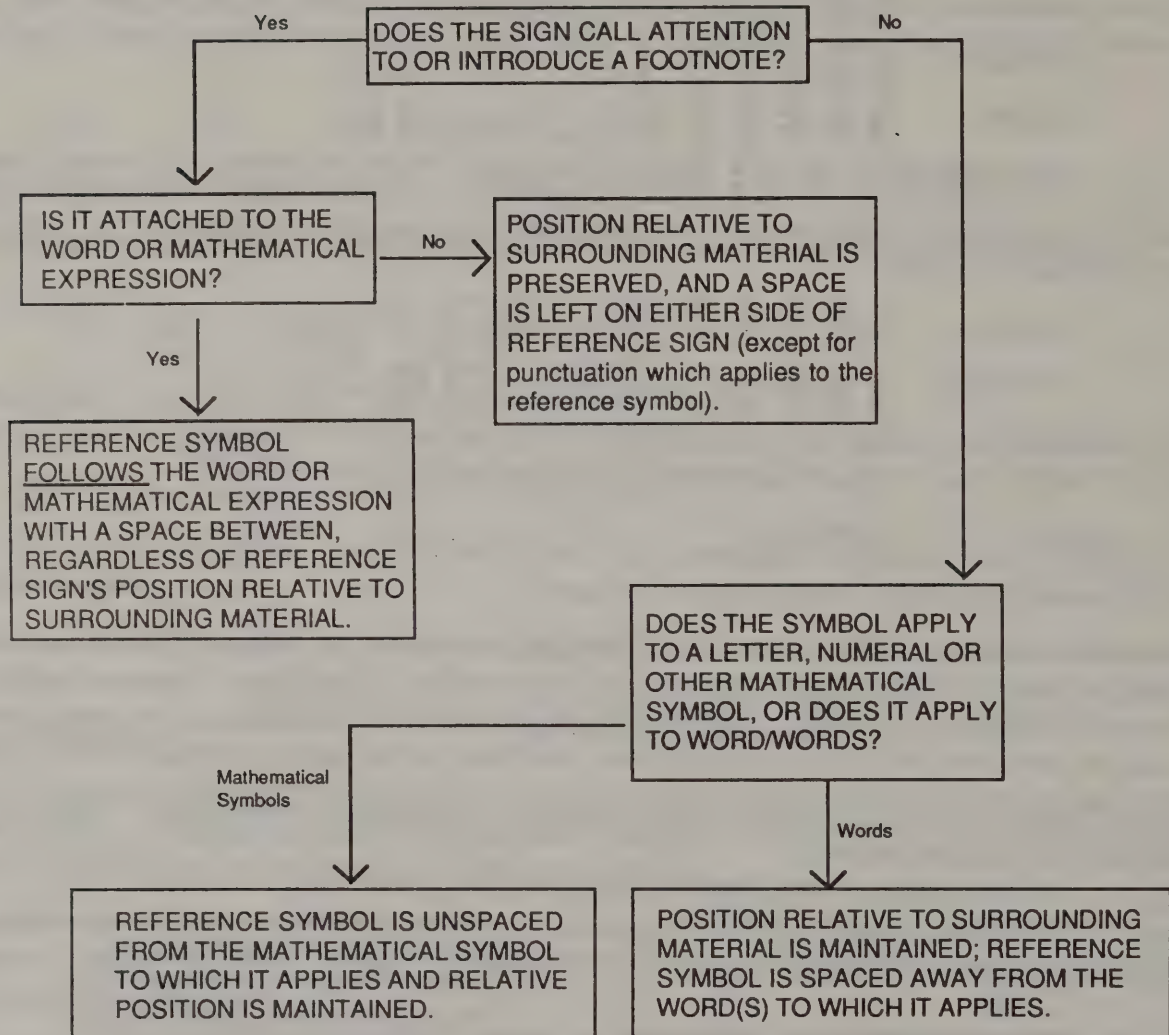 Yes
DOES THE SIGN CALL ATTENTION
TO OR INTRODUCE A FOOTNOTE?
No
IS IT ATTACHED TO THE
WORD OR MATHEMATICAL
EXPRESSION?
No
POSITION RELATIVE TO
SURROUNDING MATERIAL IS
PRESERVED, AND A SPACE
IS LEFT ON EITHER SIDE OF
REFERENCE SIGN (except for
punctuation which applies to the
reference symbol).
Yes
REFERENCE SYMBOL
FOLLOWS THE WORD OR
MATHEMATICAL EXPRESSION
WITH A SPACE BETWEEN,
REGARDLESS OF REFERENCE
SIGN'S POSITION RELATIVE TO
SURROUNDING MATERIAL.
DOES THE SYMBOL APPLY
TO A LETTER, NUMERAL OR
OTHER MATHEMATICAL
SYMBOL, OR DOES IT APPLY
TO WORD/WORDS?
Mathematical
Symbols
Words
REFERENCE SYMBOL IS UNSPACED
FROM THE MATHEMATICAL SYMBOL
TO WHICH IT APPLIES AND RELATIVE
POSITION IS MAINTAINED.
POSITION RELATIVE TO SURROUNDING
MATERIAL IS MAINTAINED; REFERENCE
SYMBOL IS SPACED AWAY FROM THE
WORD(S) TO WHICH IT APPLIES.